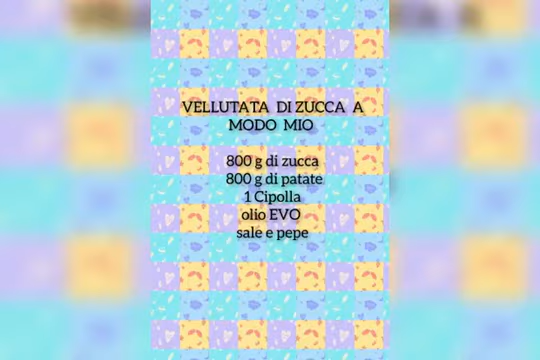 VELLUTATA DI ZUCCA A
MODO MIO
800 g di zucca
800 g di patate
1 Cipolla
olio EVO
sale e pepe